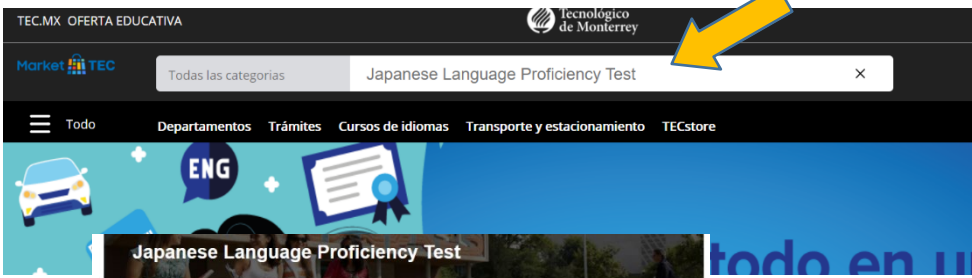 TEC.MX OFERTA EDUCATIVA
Tecnológico
de Monterrey
Market TEC
Todas las categorias
Japanese Language Proficiency Test
×
Todo
Departamentos Trámites Cursos de idiomas Transporte y estacionamiento TECstore
ENG
Japanese Language Proficiency Test
todo en u